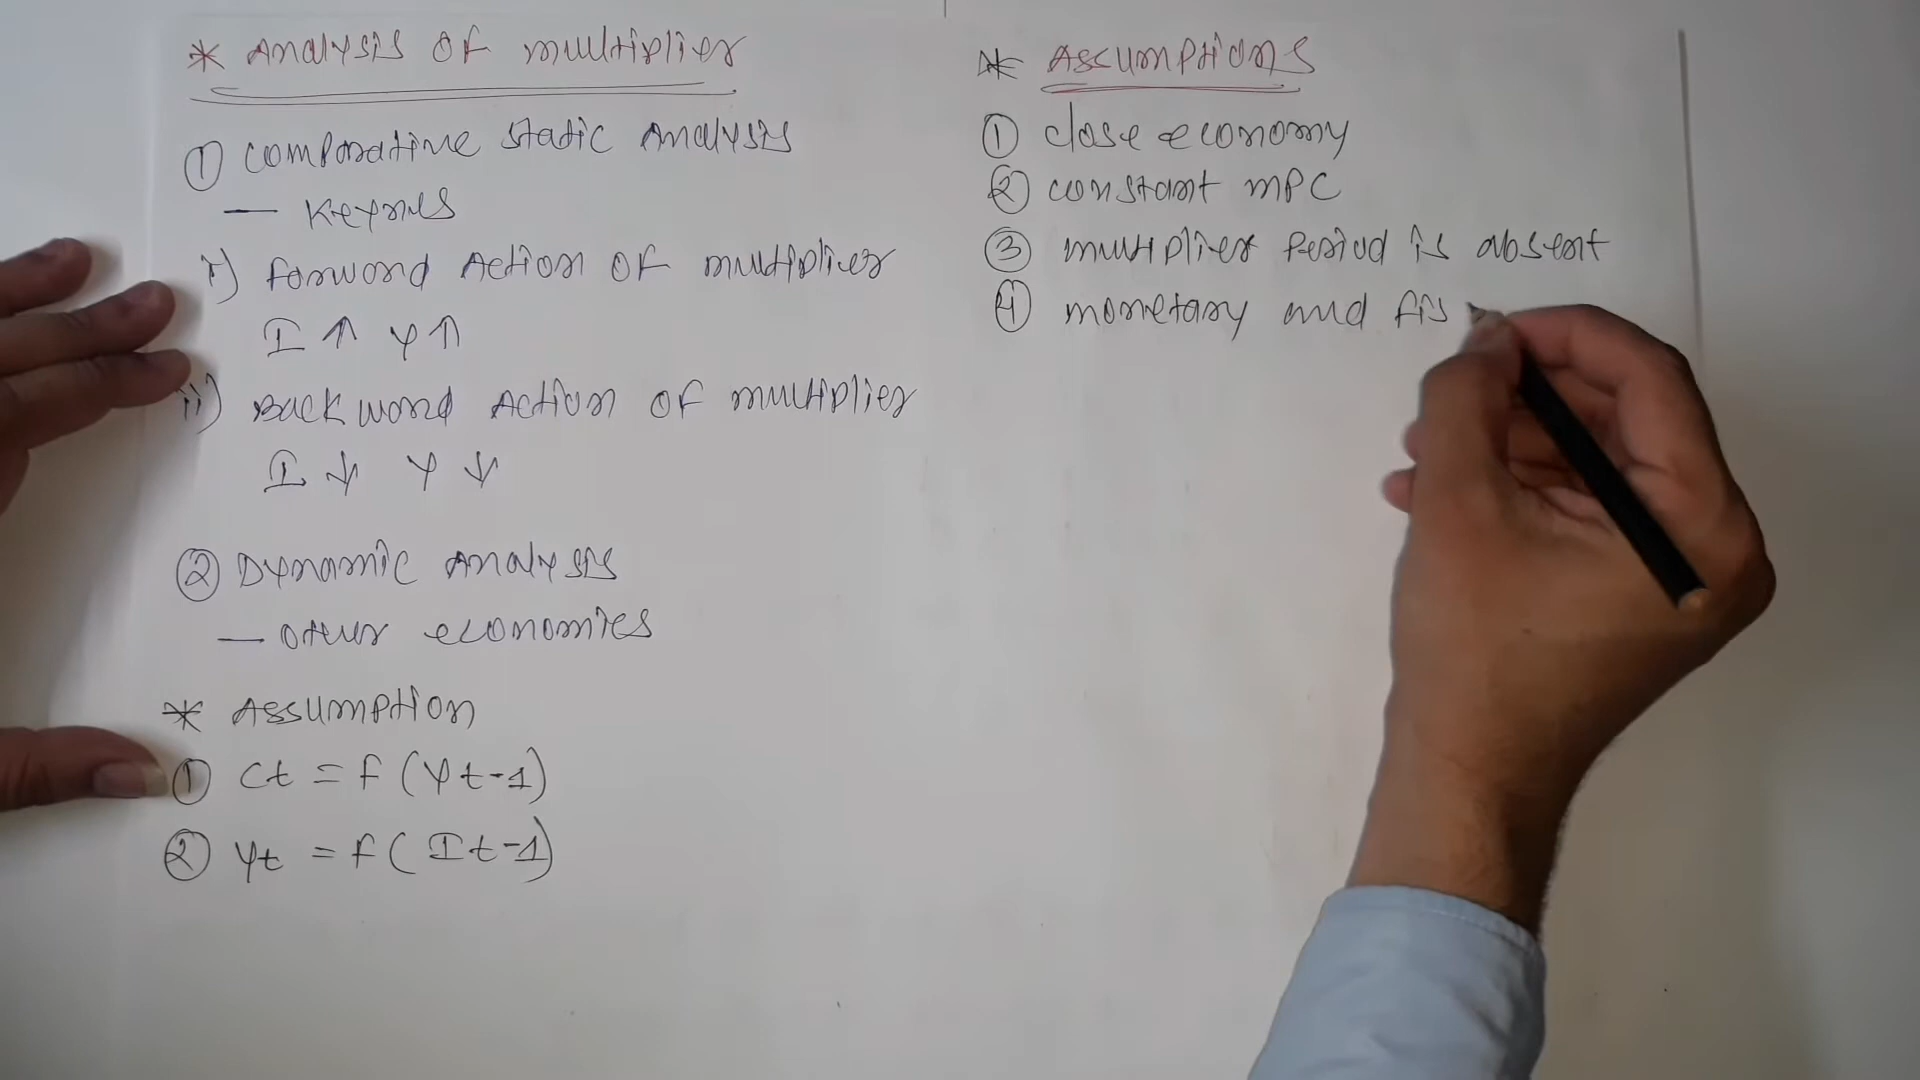 * Analysis of multiplier
① comparative static Analysis
— Keynes
i) forword Action of multiplier
I ↑ Y ↑
ii) Backword Action of multiplier
I ↓ Y ↓
② Dynamic Analysis
— other economies
* Assumption
① Ct = f (Yt-1)
② Yt = f ( It-1)
* Assumptions
① close economy
② constant mPC
③ multiplier Period is absent
④ monetary and fis